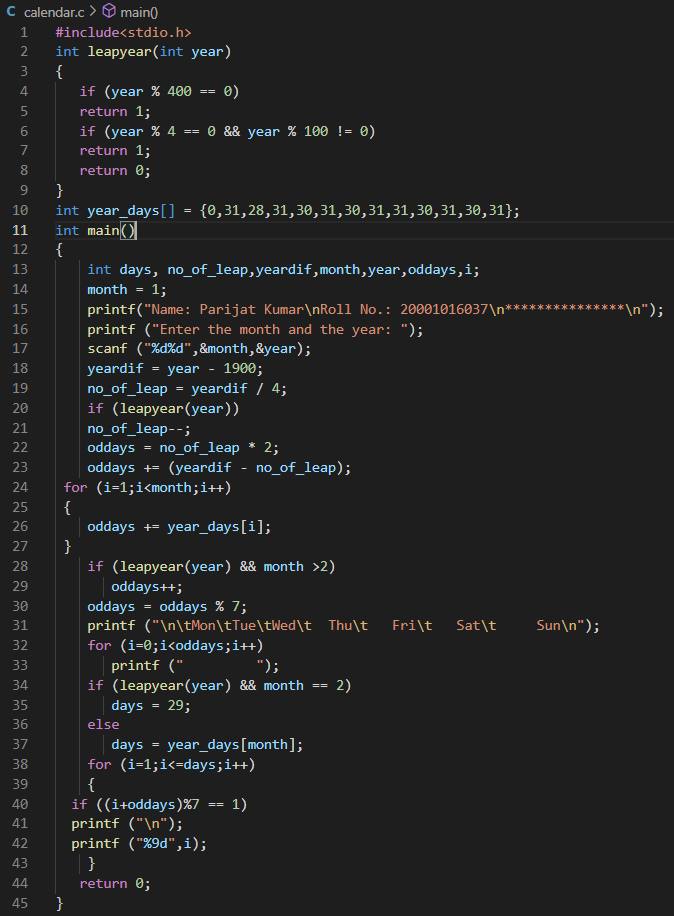 C calendar.c > main()
1 #include<stdio.h>
2 int leapyear(int year)
3 {
4 if (year % 400 == 0)
5 return 1;
6 if (year % 4 == 0 && year % 100 != 0)
7 return 1;
8 return 0;
9 }
10 int year_days[] = {0,31,28,31,30,31,30,31,31,30,31,30,31};
11 int main()
12 {
13 int days, no_of_leap,yeardif,month,year,oddays,i;
14 month = 1;
15 printf("Name: Parijat Kumar\nRoll No.: 20001016037\n***************\n");
16 printf ("Enter the month and the year: ");
17 scanf ("%d%d",&month,&year);
18 yeardif = year - 1900;
19 no_of_leap = yeardif / 4;
20 if (leapyear(year))
21 no_of_leap--;
22 oddays = no_of_leap * 2;
23 oddays += (yeardif - no_of_leap);
24 for (i=1;i<month;i++)
25 {
26 oddays += year_days[i];
27 }
28 if (leapyear(year) && month >2)
29 oddays++;
30 oddays = oddays % 7;
31 printf ("\n\tMon\tTue\tWed\t  Thu\t   Fri\t   Sat\t     Sun\n");
32 for (i=0;i<oddays;i++)
33 printf ("         ");
34 if (leapyear(year) && month == 2)
35 days = 29;
36 else
37 days = year_days[month];
38 for (i=1;i<=days;i++)
39 {
40 if ((i+oddays)%7 == 1)
41 printf ("\n");
42 printf ("%9d",i);
43 }
44 return 0;
45 }